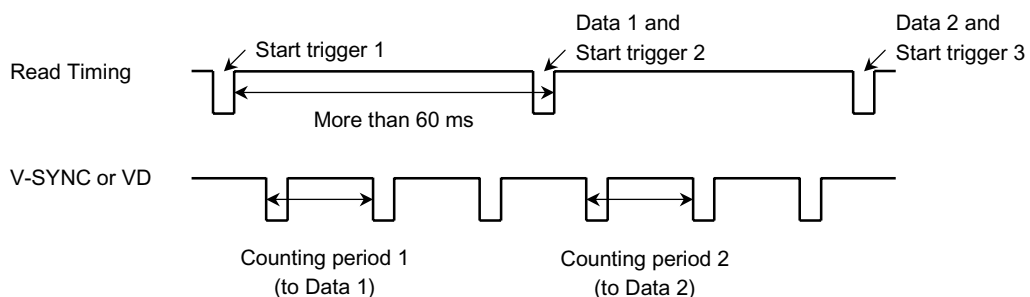 Data 1 and
Data 2 and
Start trigger 1
Start trigger 2
Start trigger 3
Read Timing
More than 60 ms
V-SYNC or VD
Counting period 1
(to Data 1)
Counting period 2
(to Data 2)